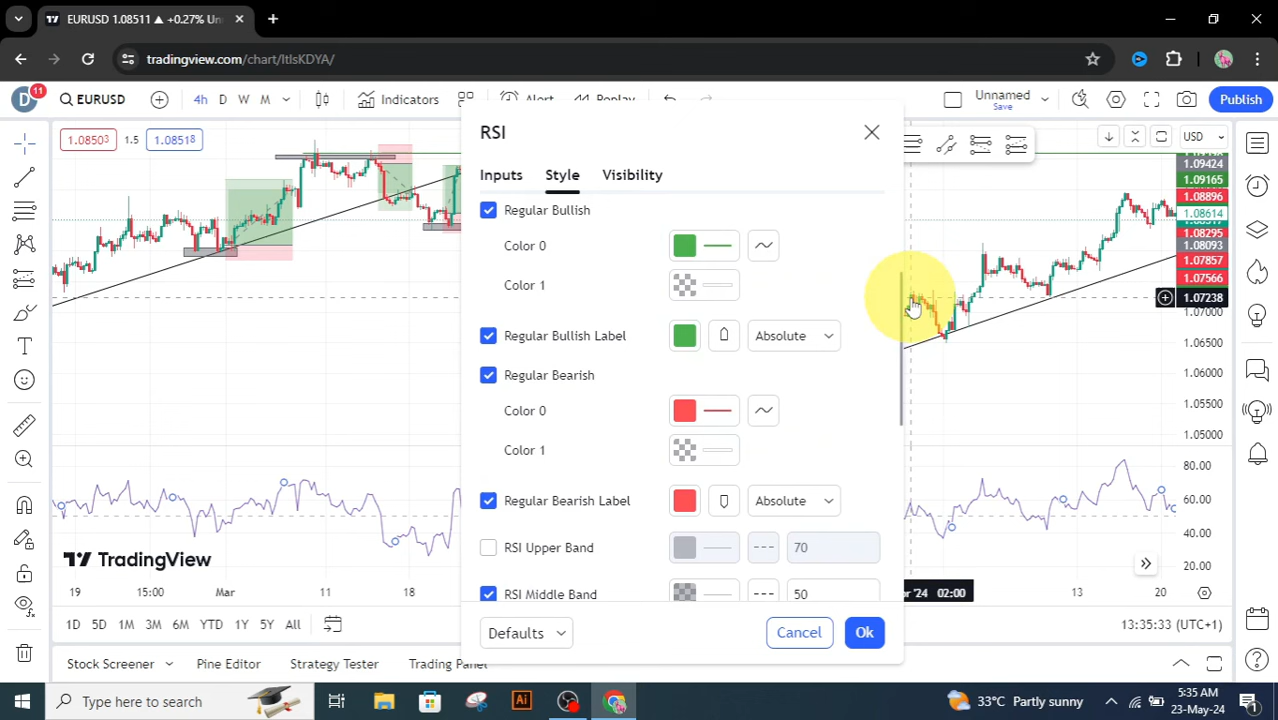 EURUSD 1.08511 ▲ +0.27% Un
tradingview.com/chart/ItlsKDYA/
D 11 EURUSD 4h D W M Indicators Alert Replay Unnamed Save Publish
1.08503 1.5 1.08518
RSI
USD
Inputs Style Visibility
1.09424
1.09165
1.08896
1.08614
1.08295
1.08093
1.07857
1.07566
1.07238
1.07000
1.06500
1.06000
1.05500
1.05000
80.00
60.00
40.00
20.00
Regular Bullish
Color 0
Color 1
Regular Bullish Label Absolute
Regular Bearish
Color 0
Color 1
Regular Bearish Label Absolute
RSI Upper Band 70
RSI Middle Band 50
TradingView
19 15:00 Mar 11 18 '24 02:00 13 20
Defaults Cancel Ok
1D 5D 1M 3M 6M YTD 1Y 5Y All 13:35:33 (UTC+1)
Stock Screener Pine Editor Strategy Tester Trading Panel
Type here to search Ai 33°C Partly sunny 5:35 AM
23-May-24 1